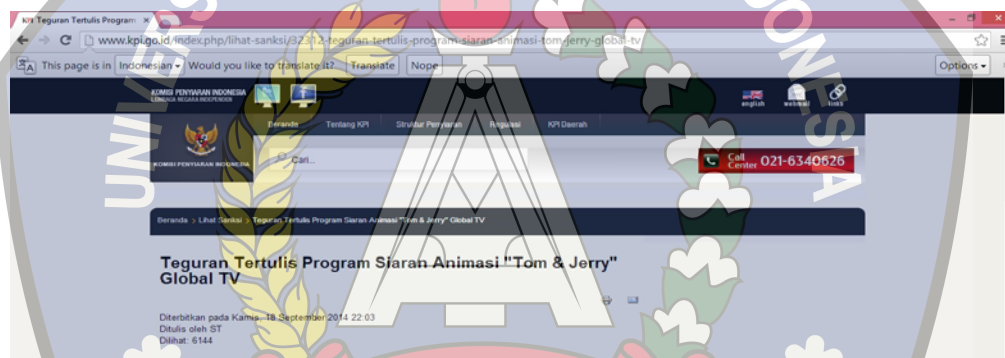 KPI Teguran Tertulis Program
www.kpi.go.id/index.php/lihat-sanksi/32312-teguran-tertulis-program-siaran-animasi-tom-jerry-global-tv
This page is in Indonesian Would you like to translate it? Translate Nope Options
KOMISI PENYIARAN INDONESIA
LEMBAGA NEGARA INDEPENDEN
english webmail links
Beranda Tentang KPI Struktur Penyiaran Regulasi KPI Daerah
KOMISI PENYIARAN INDONESIA
Cari...
Call Center 021-6340626
Beranda > Lihat Sanksi > Teguran Tertulis Program Siaran Animasi "Tom & Jerry" Global TV
Teguran Tertulis Program Siaran Animasi "Tom & Jerry"
Global TV
Diterbitkan pada Kamis, 18 September 2014 22:03
Ditulis oleh ST
Dilihat: 6144